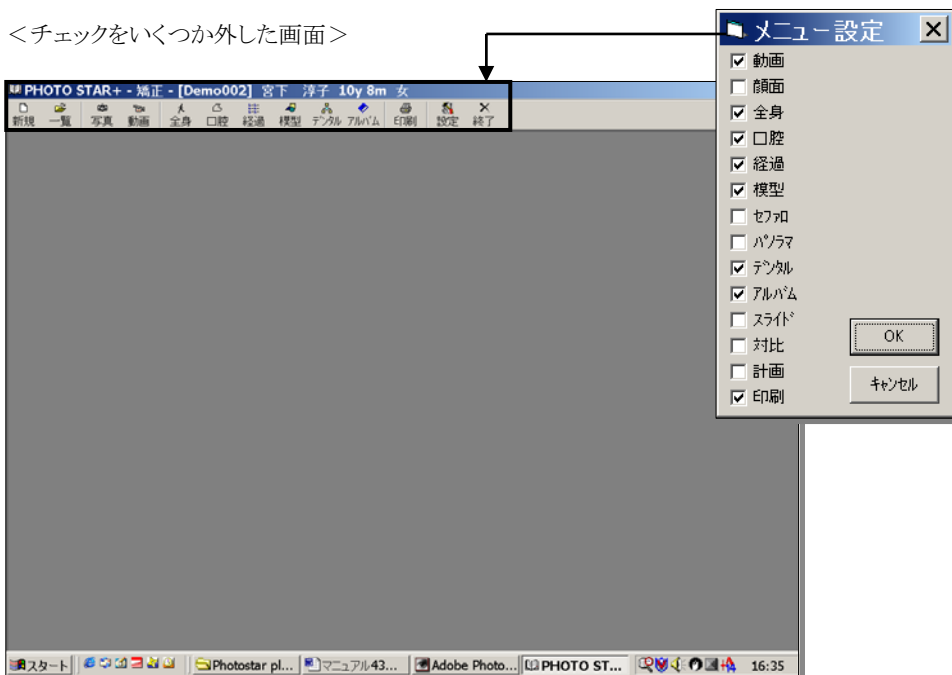 ＜チェックをいくつか外した画面＞
メニュー設定
動画
顔面
全身
口腔
経過
模型
セファロ
パノラマ
デンタル
アルバム
スライド
対比
計画
印刷
OK
キャンセル
PHOTO STAR+ - 矯正 - [Demo002] 宮下　淳子 10y 8m 女
新規 一覧 写真 動画 全身 口腔 経過 模型 デンタル アルバム 印刷 設定 終了
スタート Photostar pl... マニュアル43... Adobe Photo... PHOTO ST... 16:35